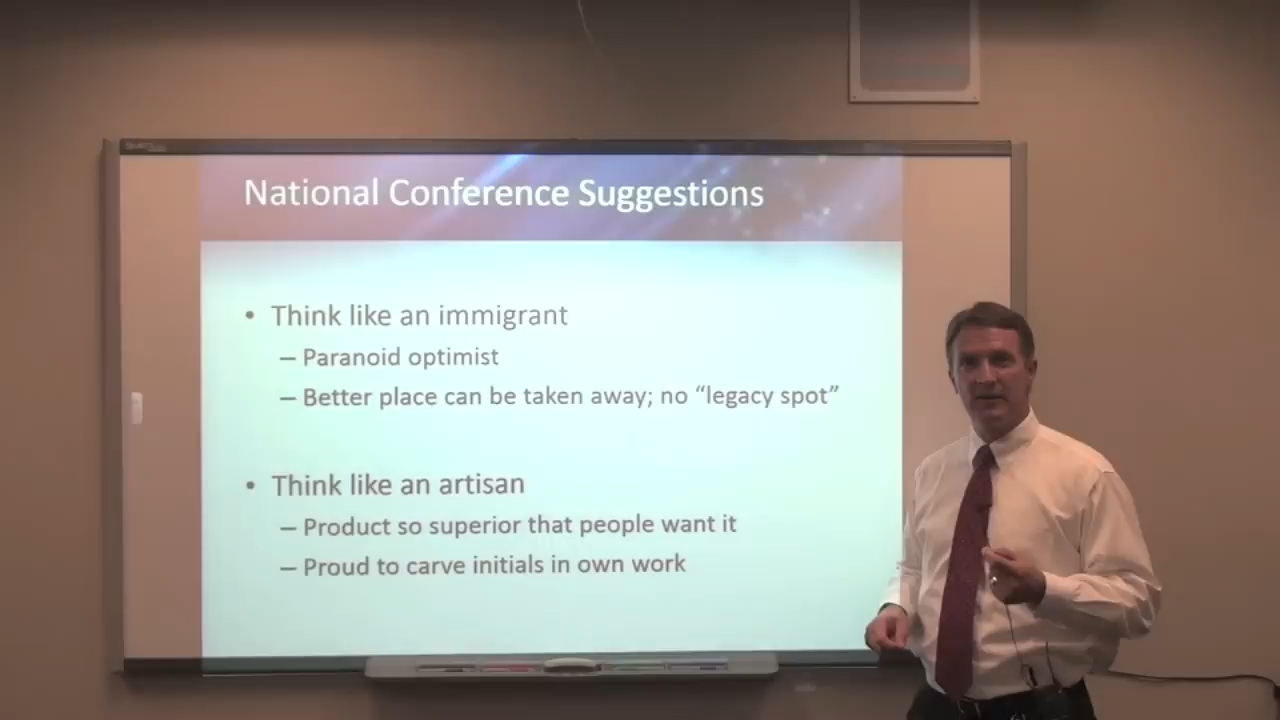 National Conference Suggestions
• Think like an immigrant
– Paranoid optimist
– Better place can be taken away; no “legacy spot”
• Think like an artisan
– Product so superior that people want it
– Proud to carve initials in own work